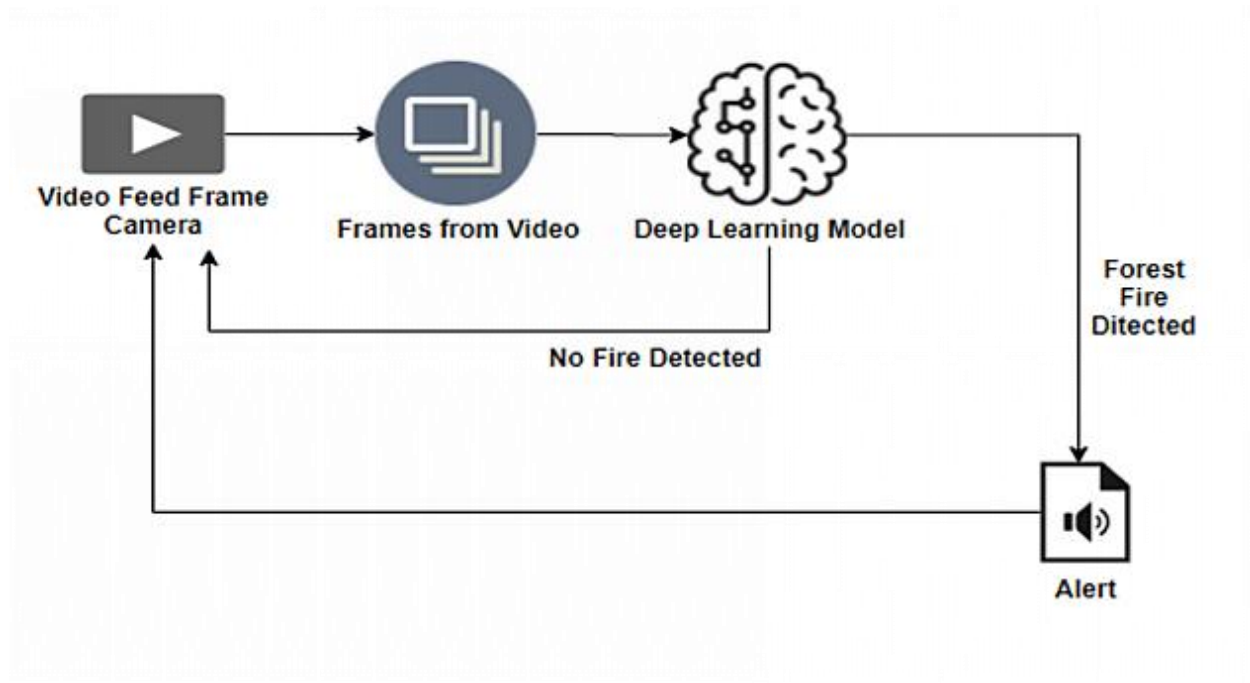 Video Feed Frame
Camera
Frames from Video
Deep Learning Model
Forest
Fire
Ditected
No Fire Detected
Alert